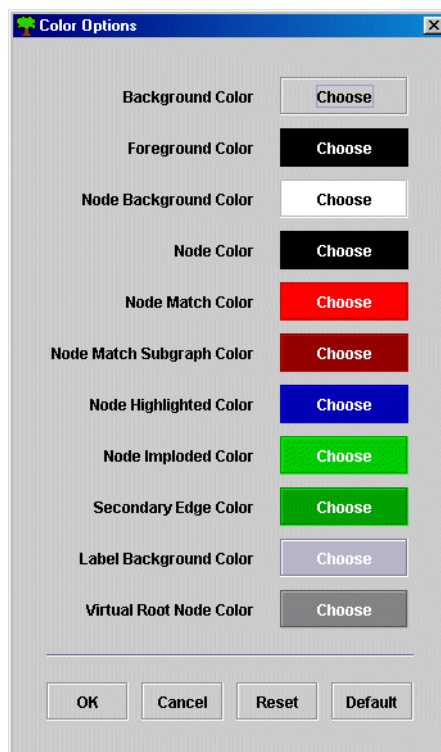 Color Options
Background Color Choose
Foreground Color Choose
Node Background Color Choose
Node Color Choose
Node Match Color Choose
Node Match Subgraph Color Choose
Node Highlighted Color Choose
Node Imploded Color Choose
Secondary Edge Color Choose
Label Background Color Choose
Virtual Root Node Color Choose
OK Cancel Reset Default